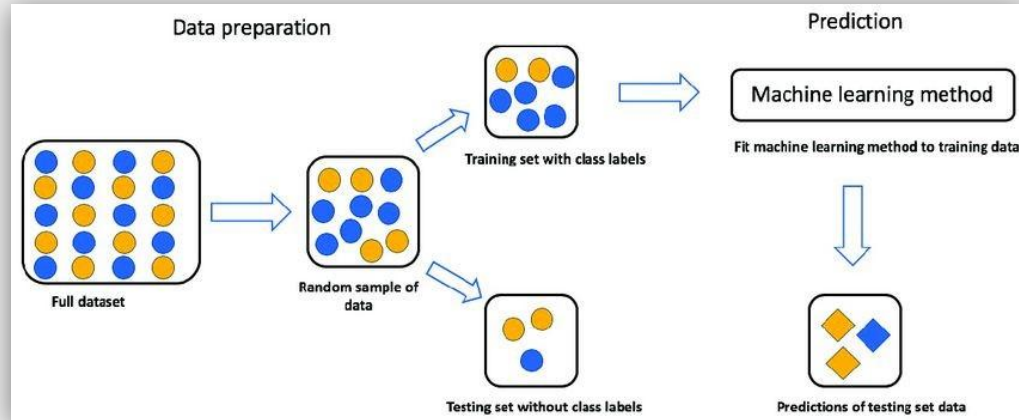 Data preparation
Prediction
Machine learning method
Training set with class labels
Fit machine learning method to training data
Full dataset
Random sample of
data
Testing set without class labels
Predictions of testing set data